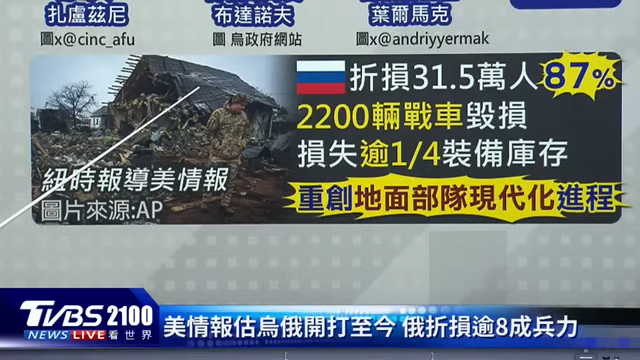 扎盧茲尼
布達諾夫
葉爾馬克
圖x@cinc_afu
圖 烏政府網站
圖x@andriyyermak
折損31.5萬人 87%
2200輛戰車毀損
損失逾1/4裝備庫存
重創地面部隊現代化進程
紐時報導美情報
圖片來源:AP
TVBS 2100
NEWS LIVE 看世界
美情報估烏俄開打至今 俄折損逾8成兵力